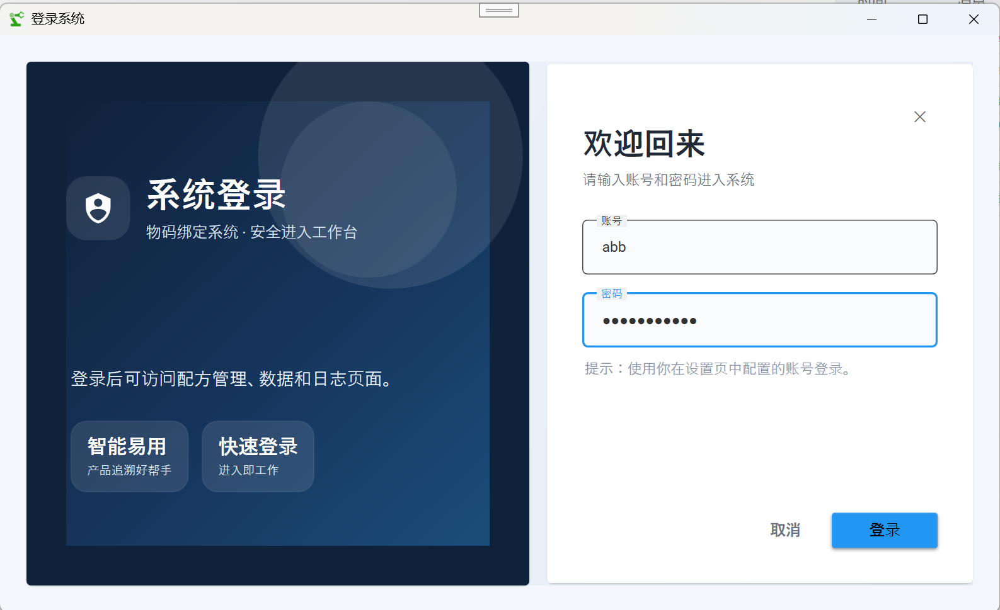 登录系统
系统登录
物码绑定系统·安全进入工作台
登录后可访问配方管理、数据和日志页面。
智能易用
产品追溯好帮手
快速登录
进入即工作
欢迎回来
请输入账号和密码进入系统
账号
abb
密码
●●●●●●●●●●●
提示：使用你在设置页中配置的账号登录。
取消
登录